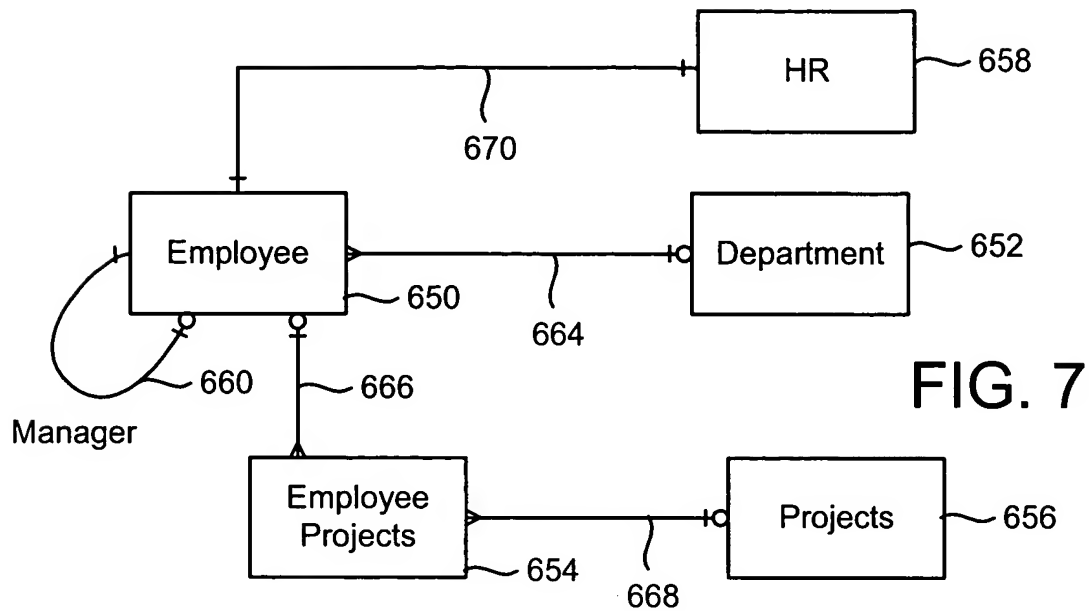 HR
658
670
Employee
650
Department
652
664
660
Manager
666
FIG. 7
Employee
Projects
654
668
Projects
656